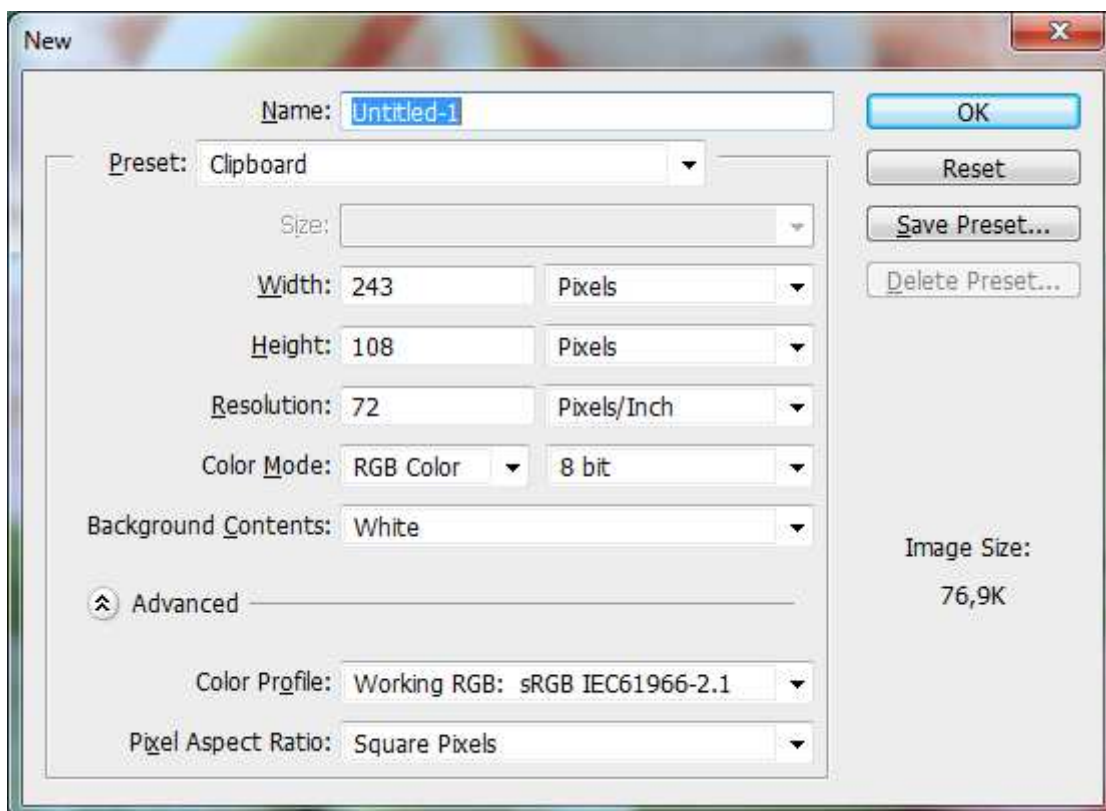 New
Name: Untitled-1
OK
Preset: Clipboard
Reset
Size:
Save Preset...
Width: 243 Pixels
Delete Preset...
Height: 108 Pixels
Resolution: 72 Pixels/Inch
Color Mode: RGB Color 8 bit
Background Contents: White
Image Size:
76,9K
Advanced
Color Profile: Working RGB: sRGB IEC61966-2.1
Pixel Aspect Ratio: Square Pixels